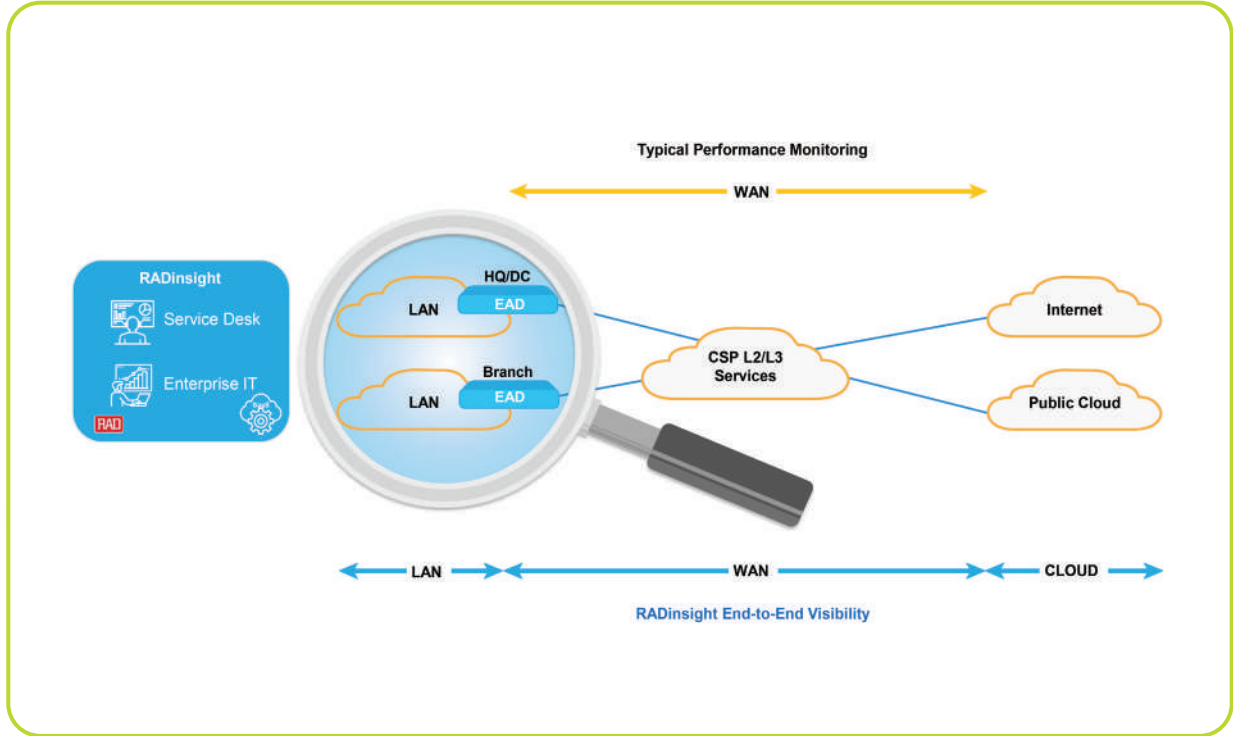 Typical Performance Monitoring
WAN
RADinsight
Service Desk
Enterprise IT
RAD
SaaS
HQ/DC
LAN
EAD
Branch
LAN
EAD
CSP L2/L3
Services
Internet
Public Cloud
LAN
WAN
CLOUD
RADinsight End-to-End Visibility